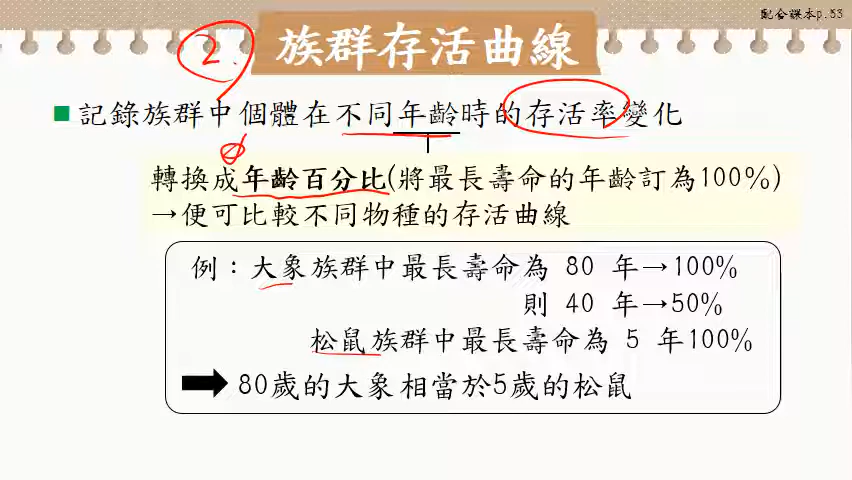 配合課本p.53
2.
族群存活曲線
記錄族群中個體在不同年齡時的存活率變化
轉換成年齡百分比(將最長壽命的年齡訂為100%)
→便可比較不同物種的存活曲線
例：大象族群中最長壽命為 80 年→100%
則 40 年→50%
松鼠族群中最長壽命為 5 年100%
80歲的大象相當於5歲的松鼠